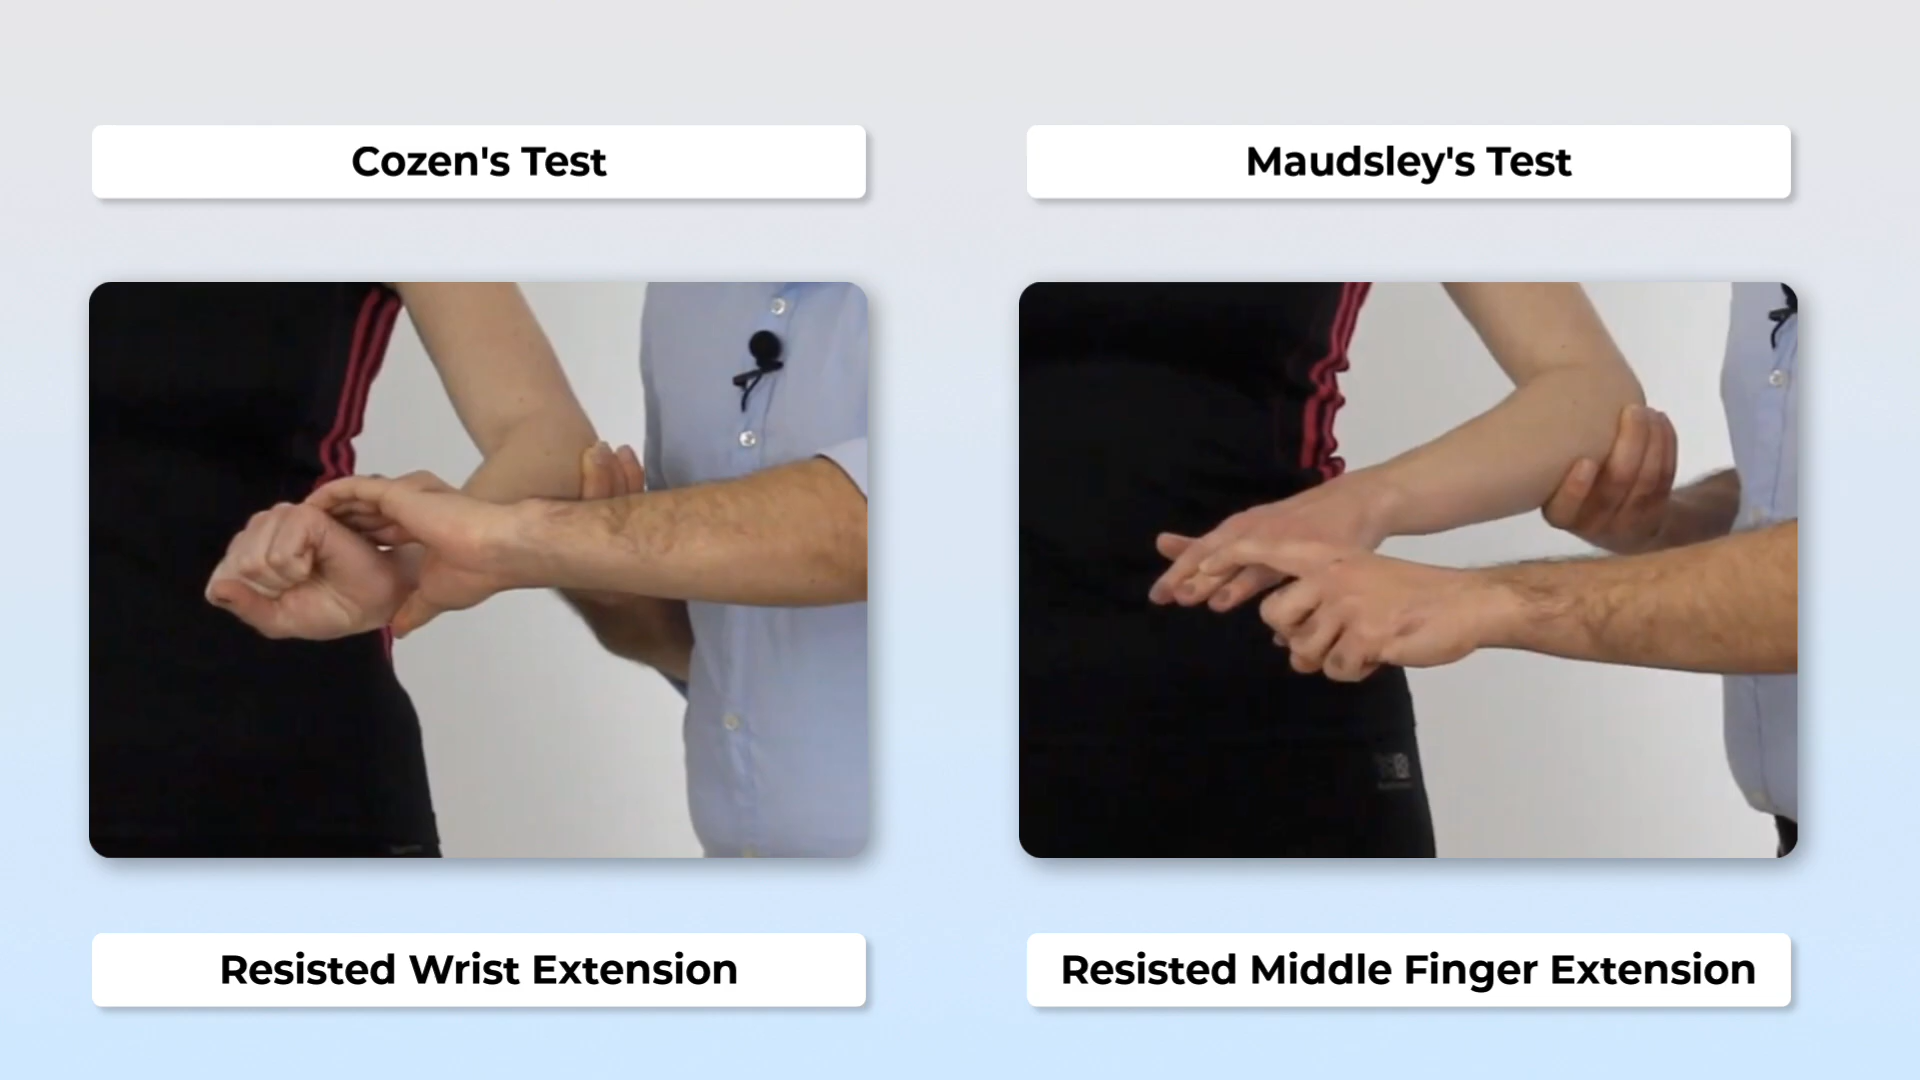 Cozen's Test
Maudsley's Test
Resisted Wrist Extension
Resisted Middle Finger Extension